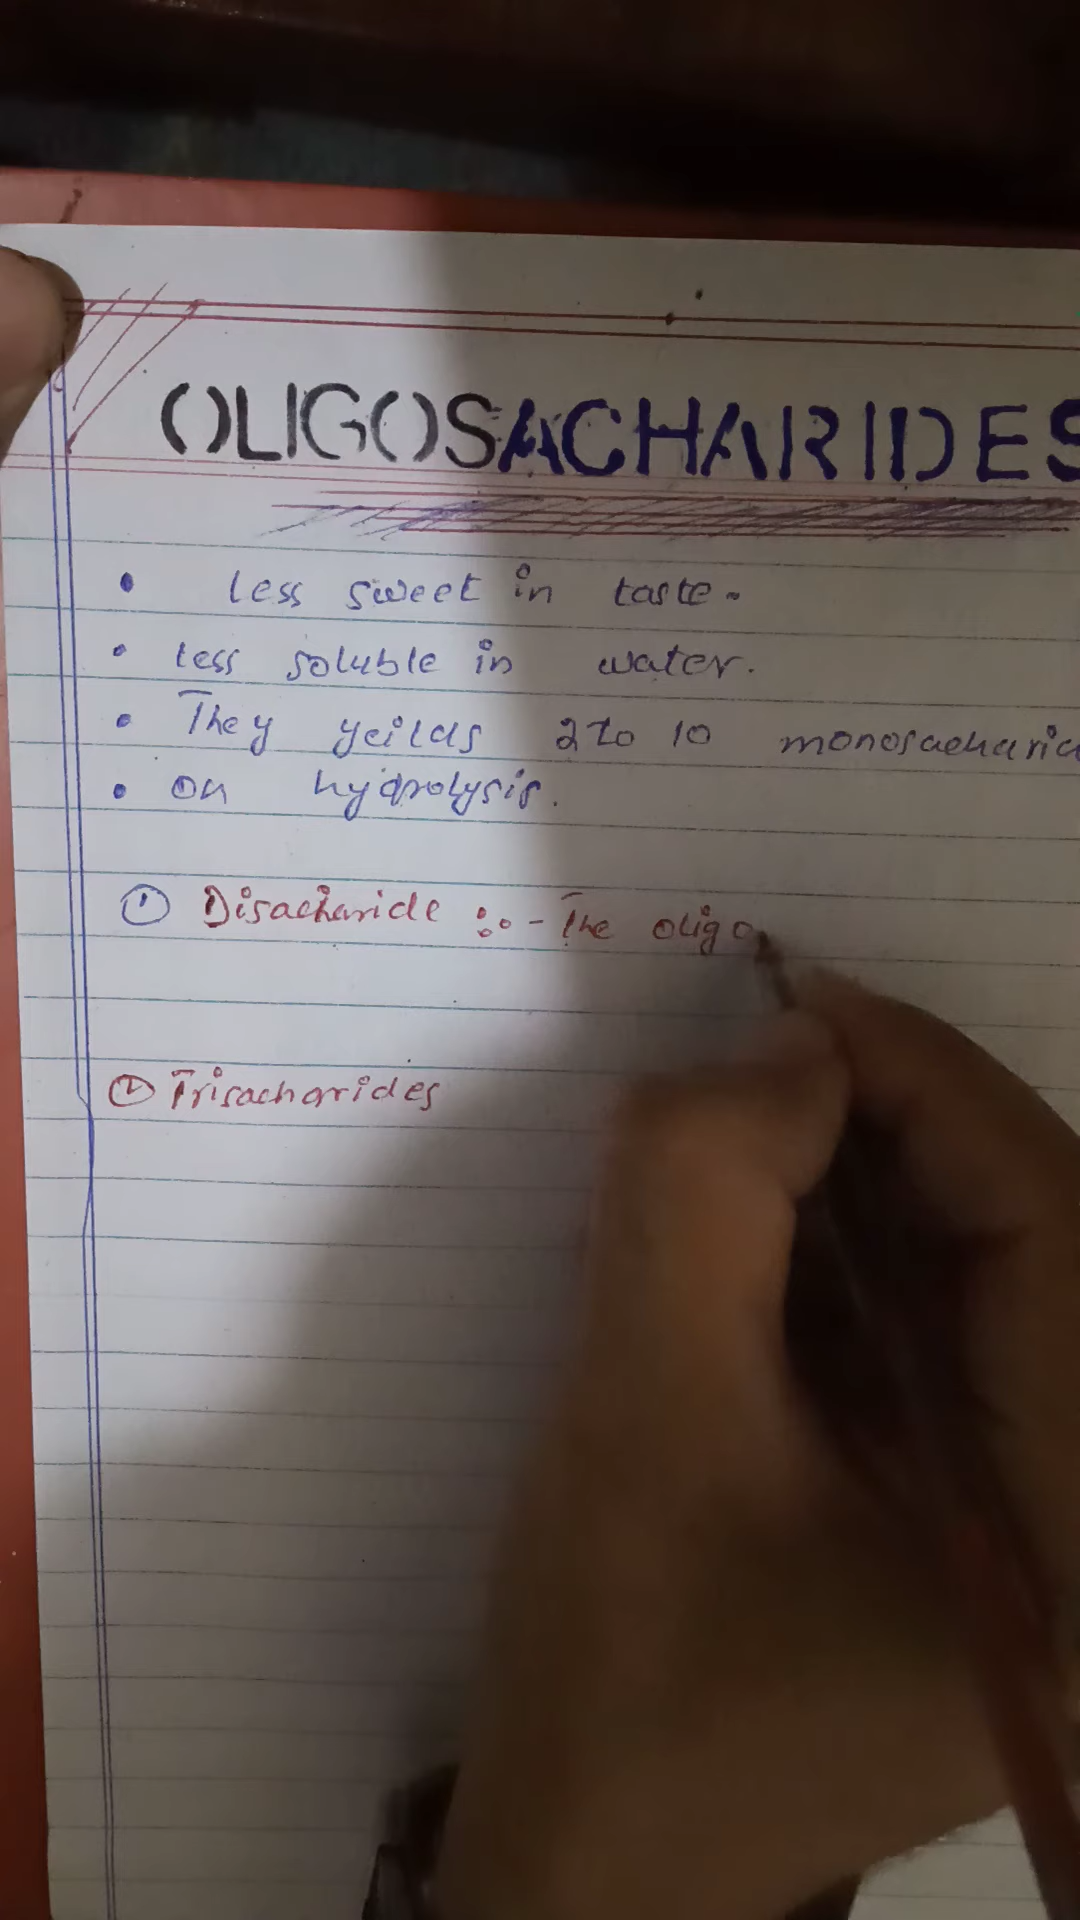 OLIGOSACHARIDES
• Less sweet in taste.
• Less soluble in water.
• They yeilds 2 to 10 monosacharid
• On hydrolysis.
① Disacharide :- The oligo
② Trisacharides